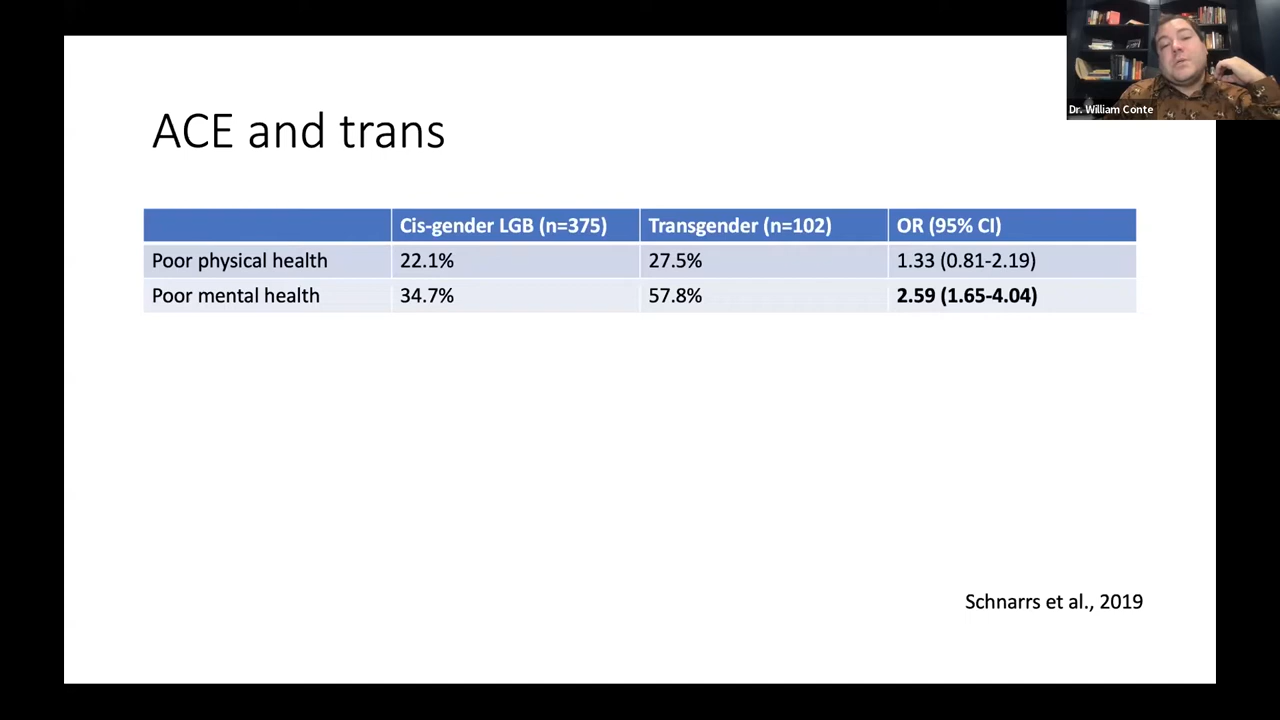 Dr. William Conte
ACE and trans
Cis-gender LGB (n=375) Transgender (n=102) OR (95% CI)
Poor physical health 22.1% 27.5% 1.33 (0.81-2.19)
Poor mental health 34.7% 57.8% 2.59 (1.65-4.04)
Schnarrs et al., 2019